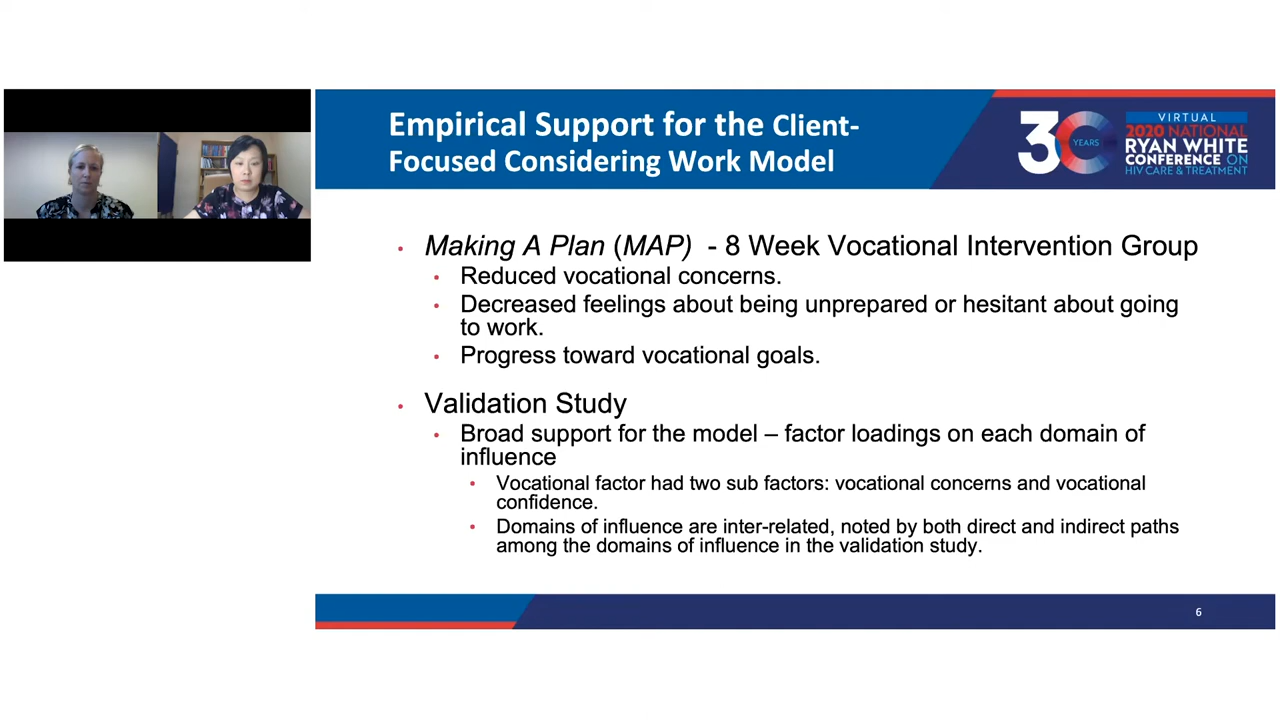 Empirical Support for the Client-
Focused Considering Work Model
30
YEARS
VIRTUAL
2020 NATIONAL
RYAN WHITE
CONFERENCE ON
HIV CARE & TREATMENT
• Making A Plan (MAP)  - 8 Week Vocational Intervention Group
• Reduced vocational concerns.
• Decreased feelings about being unprepared or hesitant about going
to work.
• Progress toward vocational goals.
• Validation Study
• Broad support for the model – factor loadings on each domain of
influence
• Vocational factor had two sub factors: vocational concerns and vocational
confidence.
• Domains of influence are inter-related, noted by both direct and indirect paths
among the domains of influence in the validation study.
6